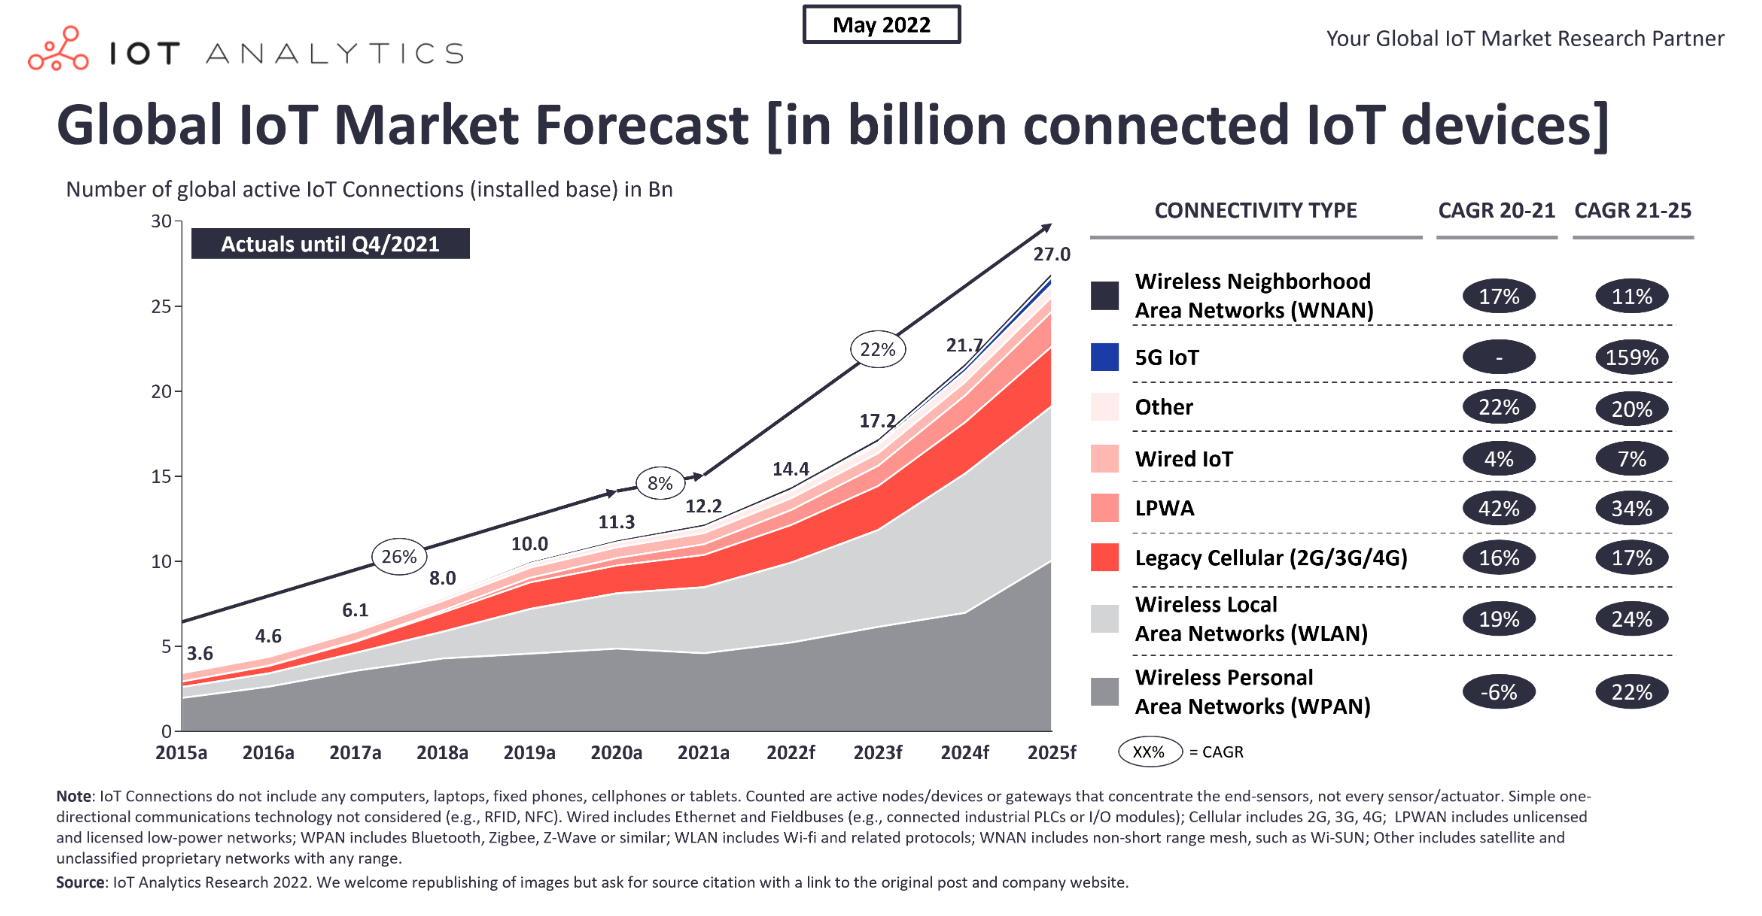 May 2022
IOT ANALYTICS
Your Global IoT Market Research Partner
Global IoT Market Forecast [in billion connected IoT devices]
Number of global active IoT Connections (installed base) in Bn
Actuals until Q4/2021
30
25
20
15
10
5
0
3.6
4.6
6.1
8.0
10.0
11.3
12.2
14.4
17.2
21.7
27.0
26%
8%
22%
2015a 2016a 2017a 2018a 2019a 2020a 2021a 2022f 2023f 2024f 2025f
CONNECTIVITY TYPE CAGR 20-21 CAGR 21-25
Wireless Neighborhood
Area Networks (WNAN) 17% 11%
5G IoT - 159%
Other 22% 20%
Wired IoT 4% 7%
LPWA 42% 34%
Legacy Cellular (2G/3G/4G) 16% 17%
Wireless Local
Area Networks (WLAN) 19% 24%
Wireless Personal
Area Networks (WPAN) -6% 22%
XX% = CAGR
Note: IoT Connections do not include any computers, laptops, fixed phones, cellphones or tablets. Counted are active nodes/devices or gateways that concentrate the end-sensors, not every sensor/actuator. Simple one-
directional communications technology not considered (e.g., RFID, NFC). Wired includes Ethernet and Fieldbuses (e.g., connected industrial PLCs or I/O modules); Cellular includes 2G, 3G, 4G; LPWAN includes unlicensed
and licensed low-power networks; WPAN includes Bluetooth, Zigbee, Z-Wave or similar; WLAN includes Wi-fi and related protocols; WNAN includes non-short range mesh, such as Wi-SUN; Other includes satellite and
unclassified proprietary networks with any range.
Source: IoT Analytics Research 2022. We welcome republishing of images but ask for source citation with a link to the original post and company website.